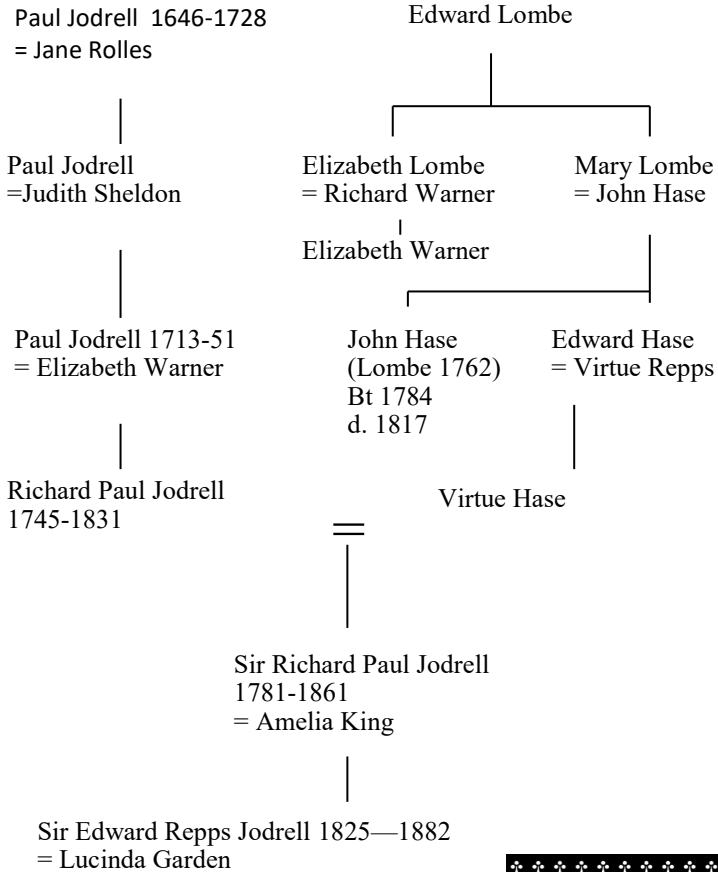 Paul Jodrell 1646-1728
= Jane Rolles
Edward Lombe
Paul Jodrell
=Judith Sheldon
Elizabeth Lombe
= Richard Warner
Mary Lombe
= John Hase
Elizabeth Warner
Paul Jodrell 1713-51
= Elizabeth Warner
John Hase
(Lombe 1762)
Bt 1784
d. 1817
Edward Hase
= Virtue Repps
Richard Paul Jodrell
1745-1831
Virtue Hase
=
Sir Richard Paul Jodrell
1781-1861
= Amelia King
Sir Edward Repps Jodrell 1825—1882
= Lucinda Garden